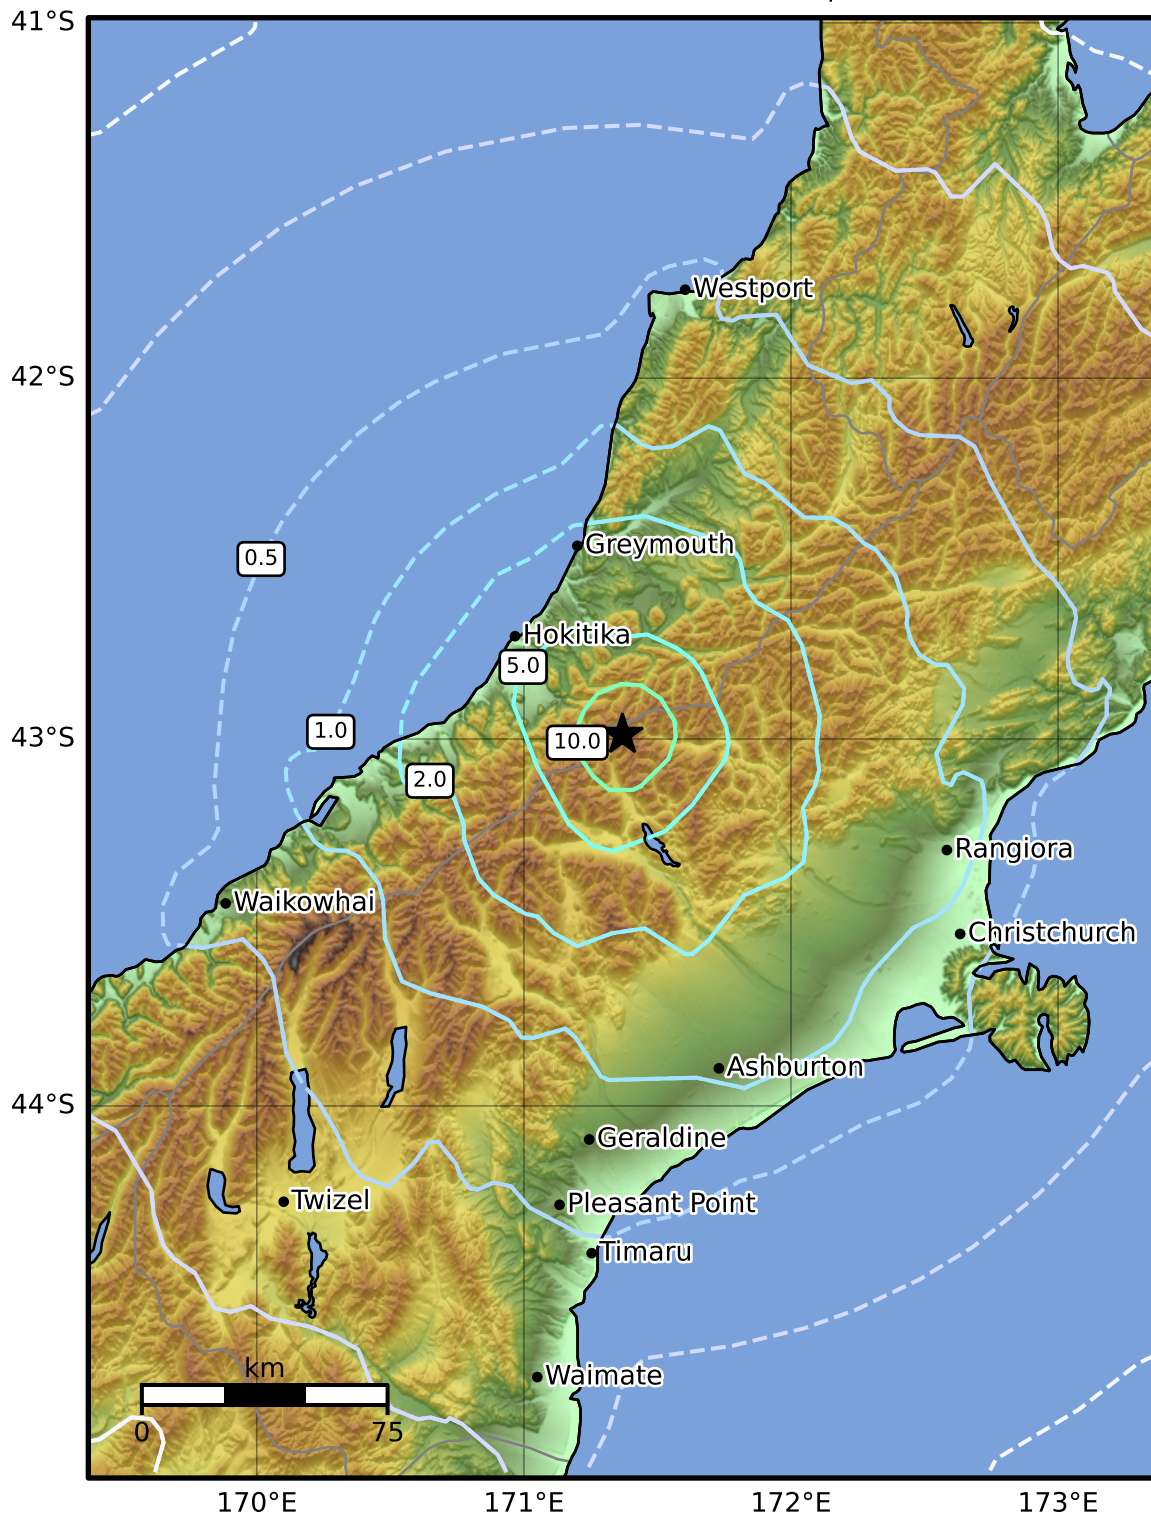 41°S
Westport
42°S
Greymouth
0.5
Hokitika
5.0
1.0
43°S
10.0
2.0
Rangiora
Waikowhai
Christchurch
Ashburton
44°S
Geraldine
Twizel
Pleasant Point
Timaru
km
Waimate
0 75
170°E 171°E 172°E 173°E